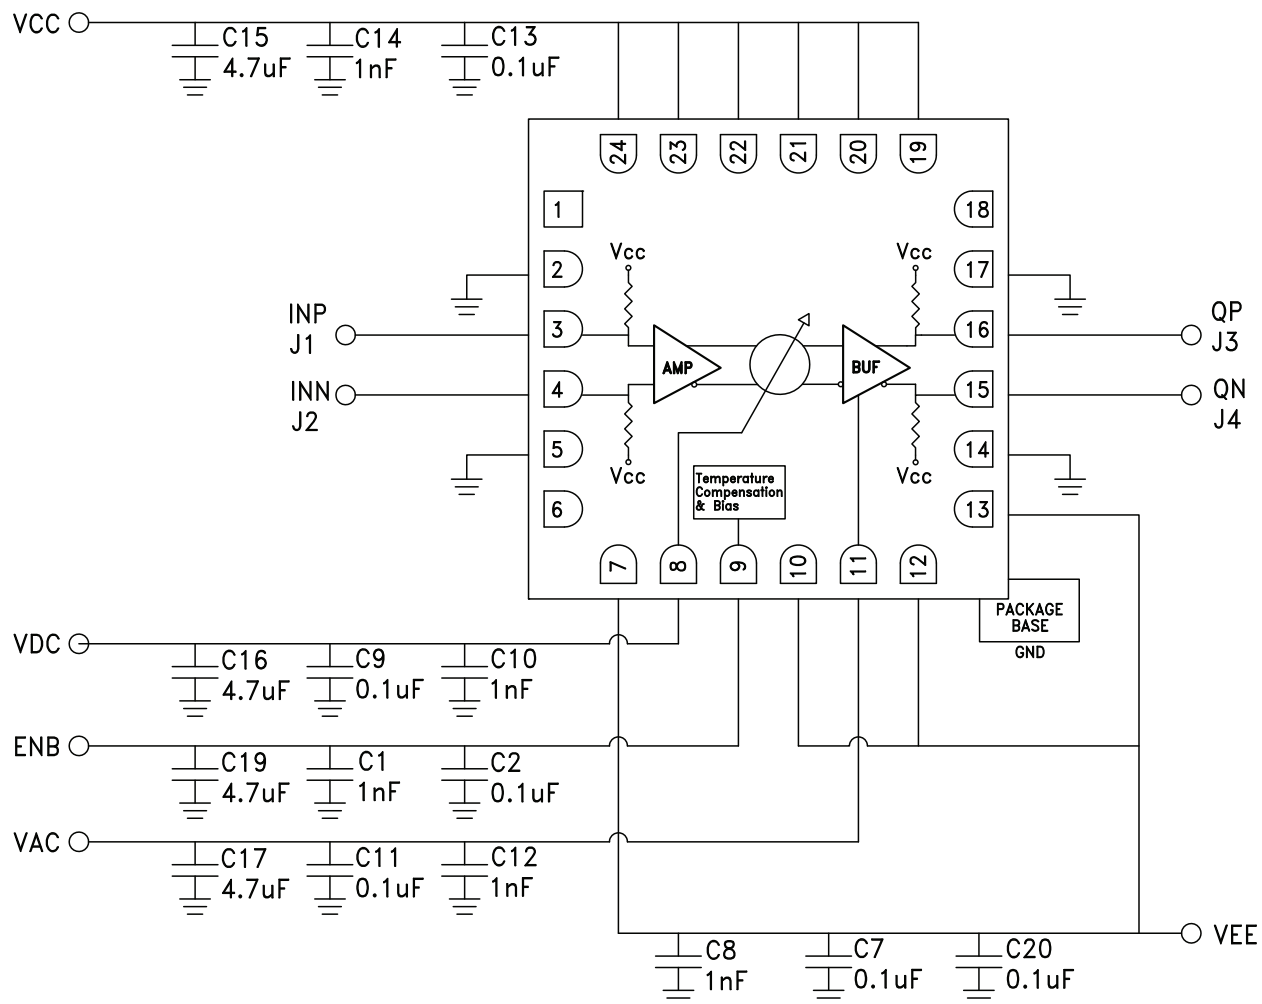 VCC
C15
4.7uF
C14
1nF
C13
0.1uF
24
23
22
21
20
19
1
18
2
Vcc
Vcc
17
INP
J1
3
16
QP
J3
AMP
BUF
INN
J2
4
15
QN
J4
5
Vcc
Vcc
14
Temperature
Compensation
& Bias
6
13
7
8
9
10
11
12
PACKAGE
BASE
GND
VDC
C16
4.7uF
C9
0.1uF
C10
1nF
ENB
C19
4.7uF
C1
1nF
C2
0.1uF
VAC
C17
4.7uF
C11
0.1uF
C12
1nF
VEE
C8
1nF
C7
0.1uF
C20
0.1uF